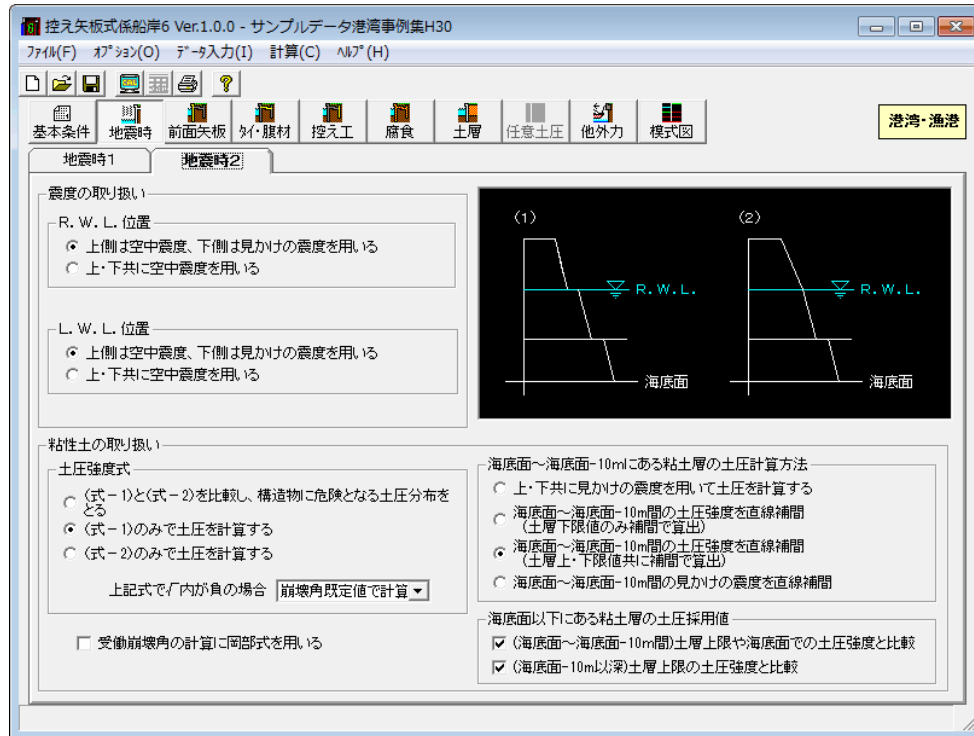 控え矢板式係船岸6 Ver.1.0.0 - サンプルデータ港湾事例集H30
ファイル(F) オプション(O) データ入力(I) 計算(C) ヘルプ(H)
基本条件 地震時 前面矢板 タイ・腹材 控え工 腐食 土層 任意土圧 他外力 模式図
港湾・漁港
地震時1 地震時2
震度の取り扱い
R.W.L.位置
上側は空中震度、下側は見かけの震度を用いる
上・下共に空中震度を用いる
L.W.L.位置
上側は空中震度、下側は見かけの震度を用いる
上・下共に空中震度を用いる
(1) (2)
R.W.L. R.W.L.
海底面 海底面
粘性土の取り扱い
土圧強度式
(式-1)と(式-2)を比較し、構造物に危険となる土圧分布を
とる
(式-1)のみで土圧を計算する
(式-2)のみで土圧を計算する
上記式で√内が負の場合 崩壊角既定値で計算
受働崩壊角の計算に岡部式を用いる
海底面～海底面-10mにある粘土層の土圧計算方法
上・下共に見かけの震度を用いて土圧を計算する
海底面～海底面-10m間の土圧強度を直線補間
(土層下限値のみ補間で算出)
海底面～海底面-10m間の土圧強度を直線補間
(土層上・下限値共に補間で算出)
海底面～海底面-10m間の見かけの震度を直線補間
海底面以下にある粘土層の土圧採用値
(海底面～海底面-10m間)土層上限や海底面での土圧強度と比較
(海底面-10m以深)土層上限の土圧強度と比較